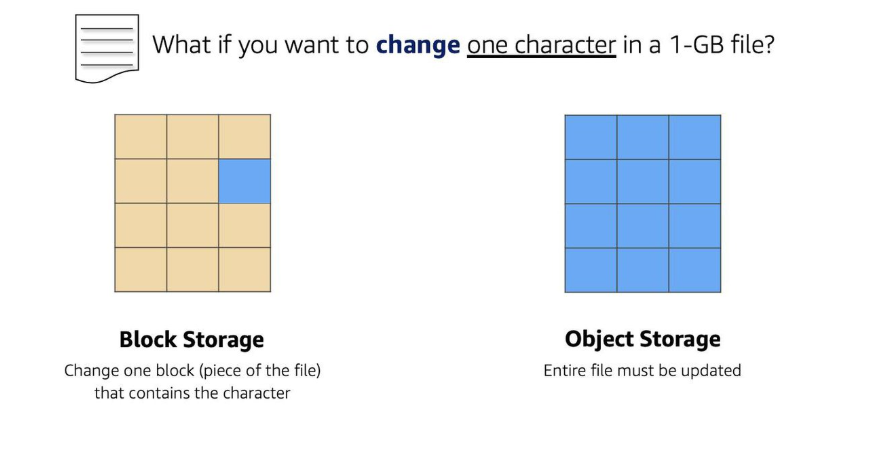 What if you want to change one character in a 1-GB file?
Block Storage
Change one block (piece of the file)
that contains the character
Object Storage
Entire file must be updated